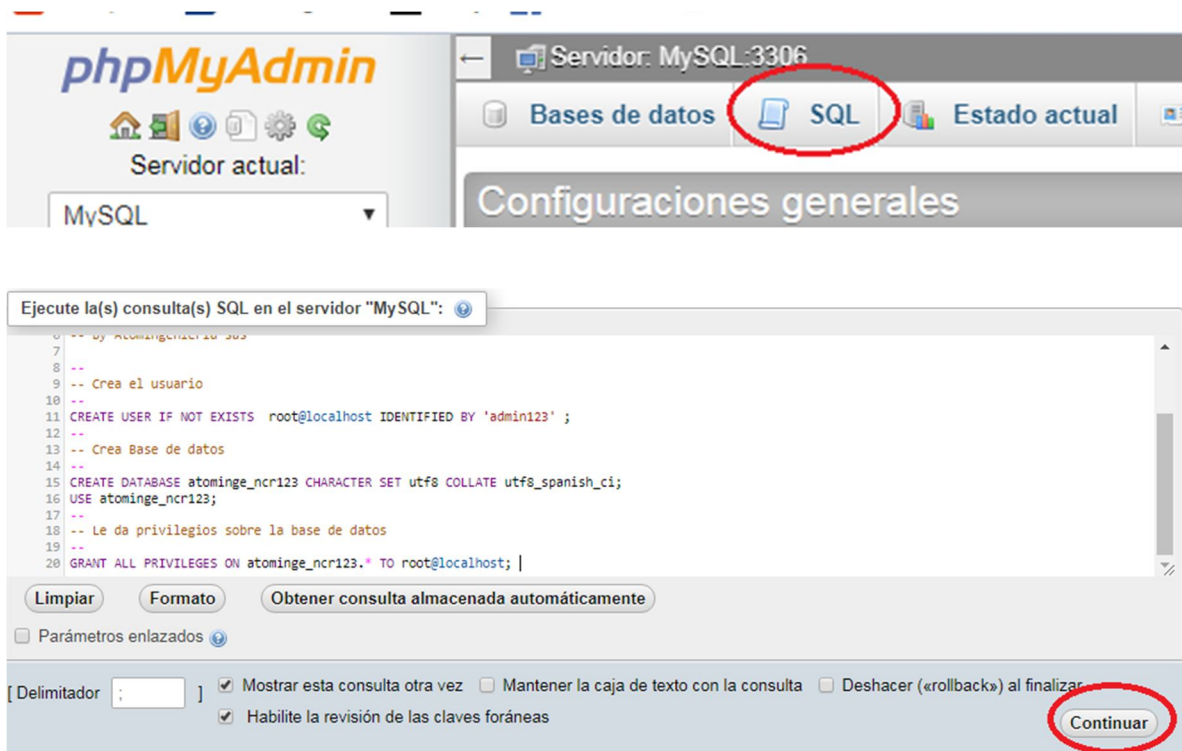 phpMyAdmin
Servidor actual:
MySQL
← Servidor: MySQL:3306
Bases de datos SQL Estado actual
Configuraciones generales
Ejecute la(s) consulta(s) SQL en el servidor "MySQL":
6 -- By Atomingenieria sas
7
8 --
9 -- Crea el usuario
10 --
11 CREATE USER IF NOT EXISTS root@localhost IDENTIFIED BY 'admin123' ;
12 --
13 -- Crea Base de datos
14 --
15 CREATE DATABASE atominge_ncr123 CHARACTER SET utf8 COLLATE utf8_spanish_ci;
16 USE atominge_ncr123;
17 --
18 -- Le da privilegios sobre la base de datos
19 --
20 GRANT ALL PRIVILEGES ON atominge_ncr123.* TO root@localhost;
Limpiar Formato Obtener consulta almacenada automáticamente
Parámetros enlazados
[ Delimitador ; ] Mostrar esta consulta otra vez Mantener la caja de texto con la consulta Deshacer («rollback») al finalizar
Habilite la revisión de las claves foráneas
Continuar